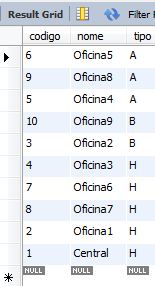 Result Grid Filter
codigo nome tipo
6 Oficina5 A
9 Oficina8 A
5 Oficina4 A
10 Oficina9 B
3 Oficina2 B
4 Oficina3 H
7 Oficina6 H
8 Oficina7 H
2 Oficina1 H
1 Central H
NULL NULL NULL